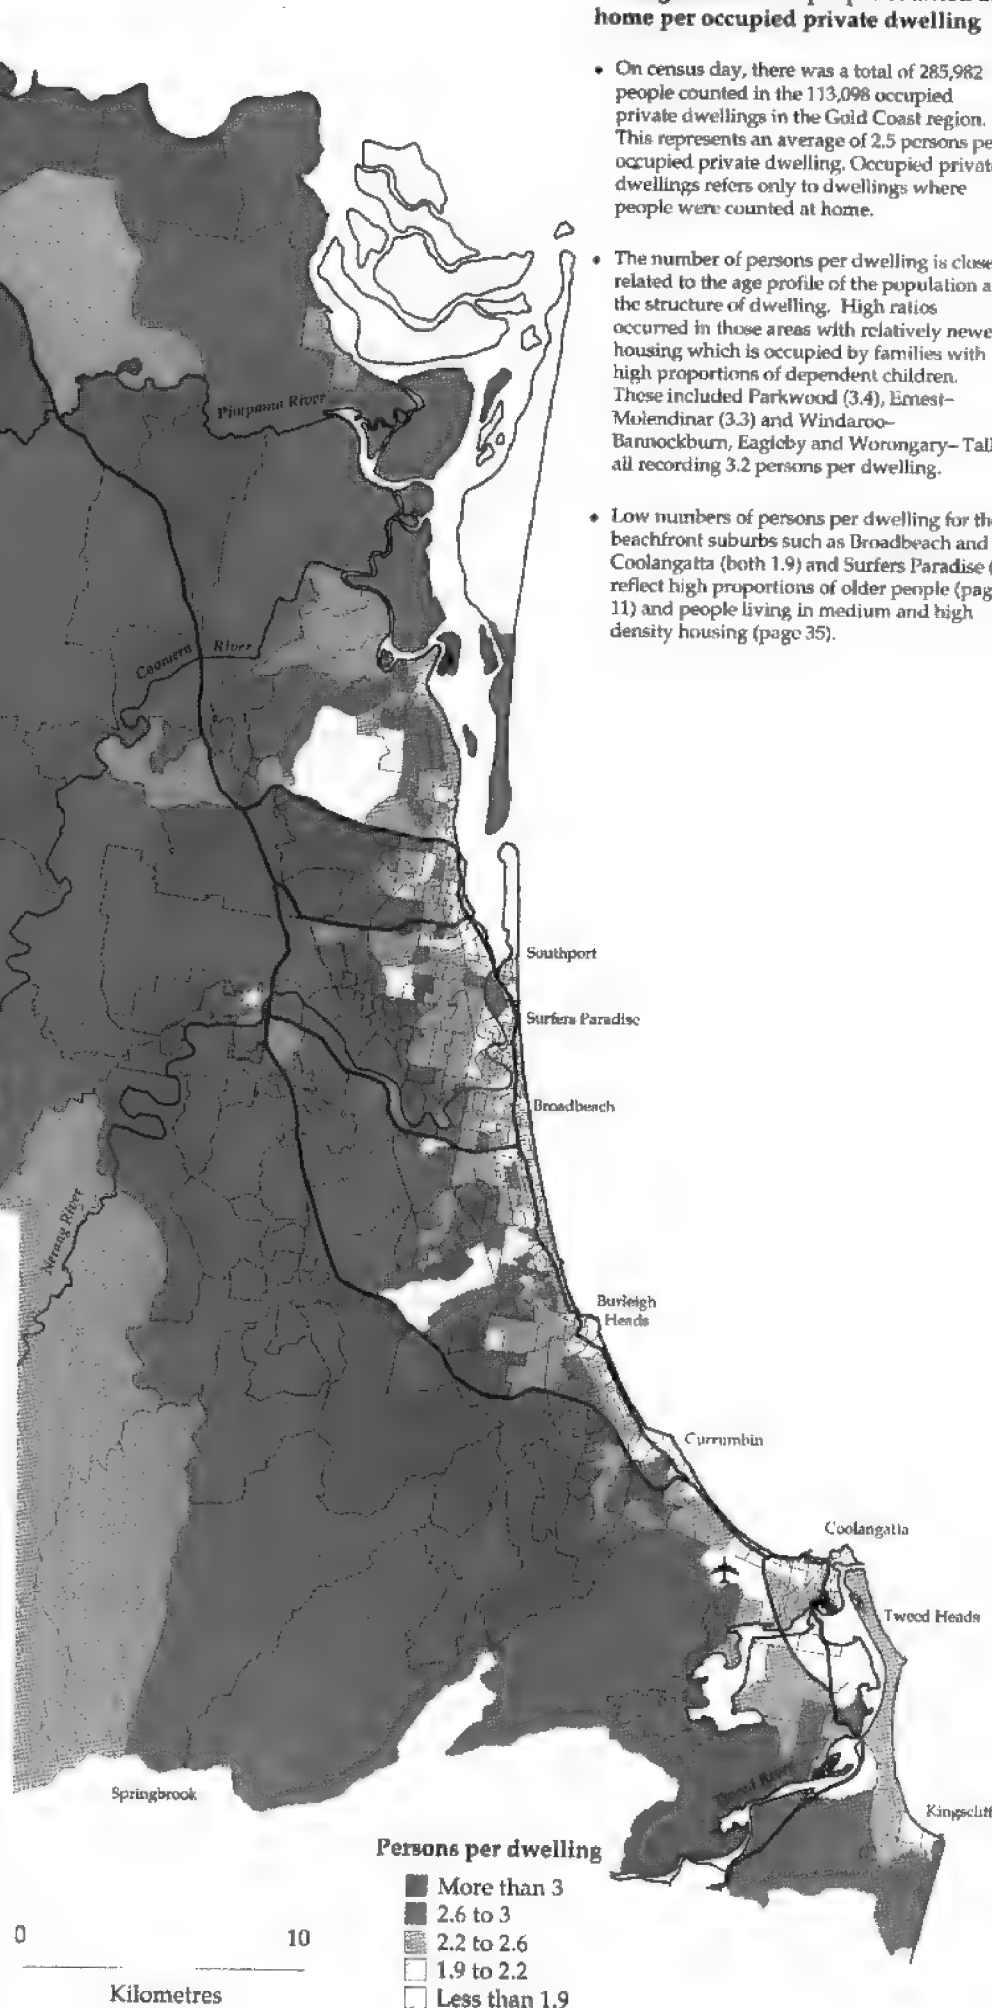 home per occupied private dwelling
• On census day, there was a total of 285,982
people counted in the 113,098 occupied
private dwellings in the Gold Coast region.
This represents an average of 2.5 persons pe
occupied private dwelling. Occupied privat
dwellings refers only to dwellings where
people were counted at home.
• The number of persons per dwelling is close
related to the age profile of the population a
the structure of dwelling. High ratios
occurred in those areas with relatively newe
housing which is occupied by families with
high proportions of dependent children.
These included Parkwood (3.4), Ernest–
Molendinar (3.3) and Windaroo–
Bannockburn, Eagleby and Worongary– Tall
all recording 3.2 persons per dwelling.
• Low numbers of persons per dwelling for the
beachfront suburbs such as Broadbeach and
Coolangatta (both 1.9) and Surfers Paradise (
reflect high proportions of older people (pag
11) and people living in medium and high
density housing (page 35).
Pimpama River
Coomera River
Southport
Surfers Paradise
Broadbeach
Nerang River
Burleigh
Heads
Currumbin
Coolangatta
Tweed Heads
Tweed River
Springbrook
Kingscliff
Persons per dwelling
More than 3
2.6 to 3
2.2 to 2.6
1.9 to 2.2
Less than 1.9
0 10
Kilometres